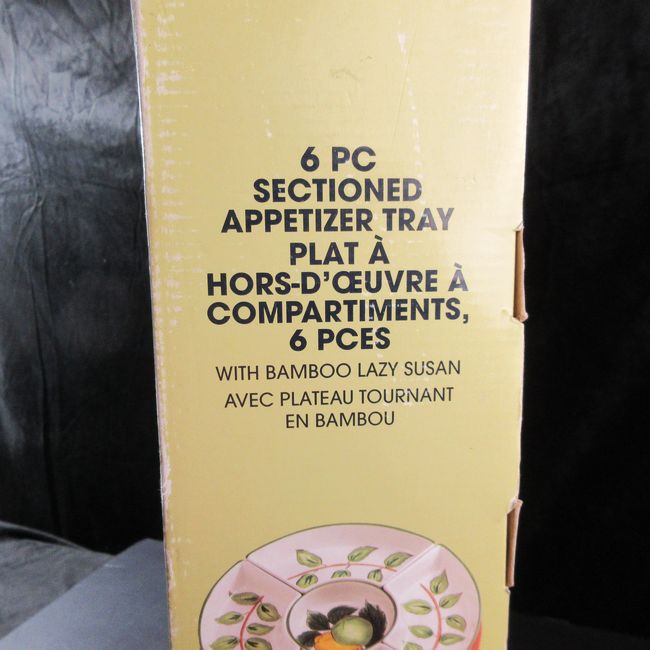 6 PC
SECTIONED
APPETIZER TRAY
PLAT À
HORS-D'ŒUVRE À
COMPARTIMENTS,
6 PCES
WITH BAMBOO LAZY SUSAN
AVEC PLATEAU TOURNANT
EN BAMBOU